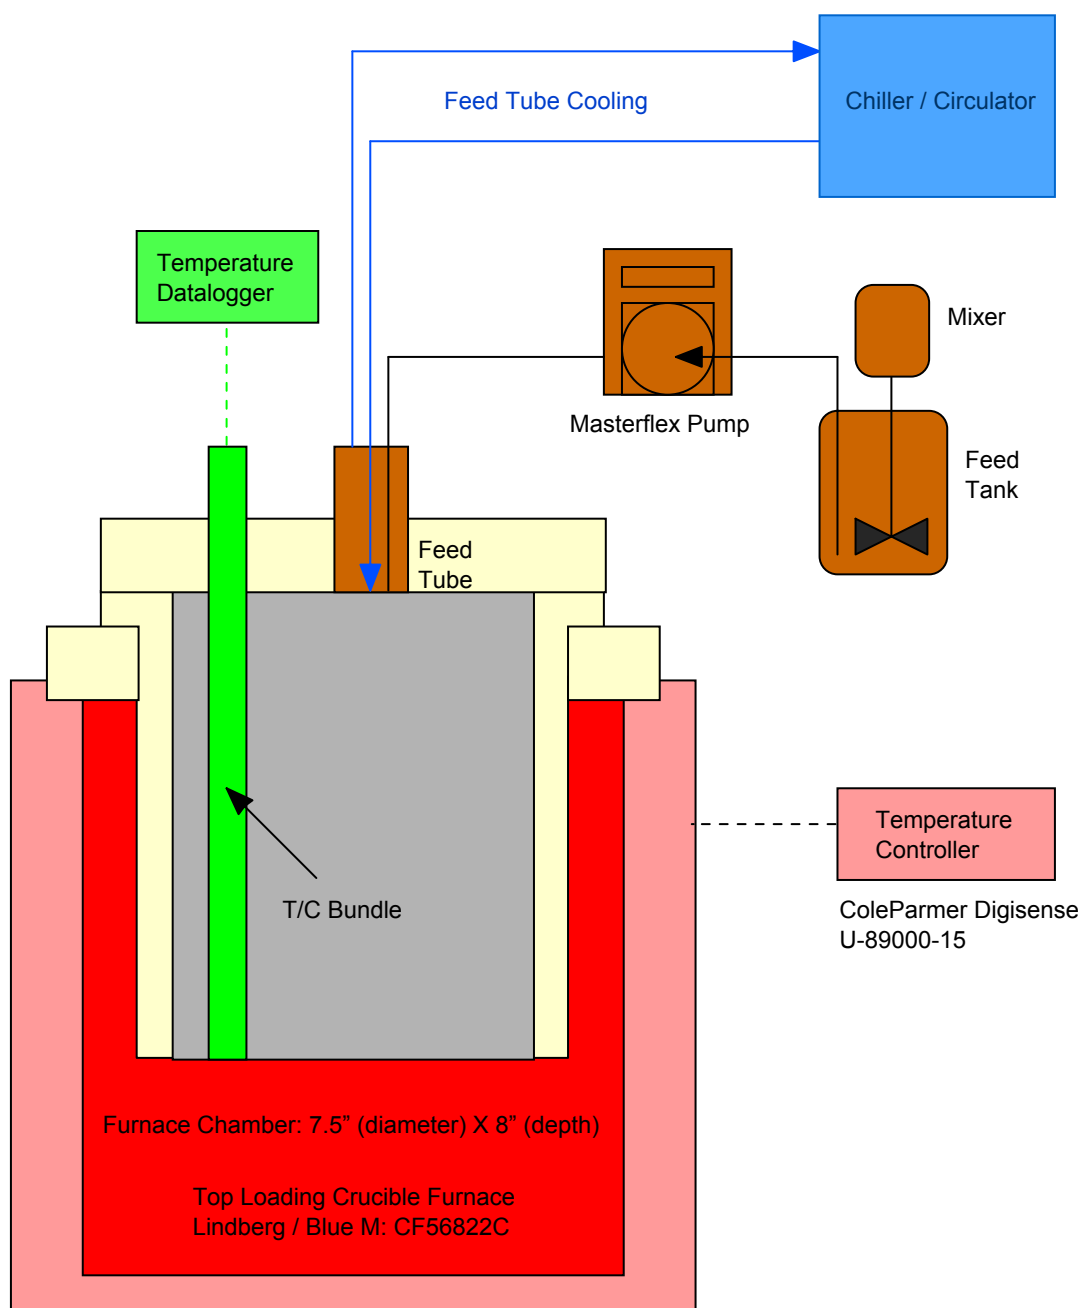 Feed Tube Cooling
Chiller / Circulator
Temperature
Datalogger
Mixer
Masterflex Pump
Feed
Tank
Feed
Tube
T/C Bundle
Temperature
Controller
ColeParmer Digisense
U-89000-15
Furnace Chamber: 7.5” (diameter) X 8” (depth)
Top Loading Crucible Furnace
Lindberg / Blue M: CF56822C